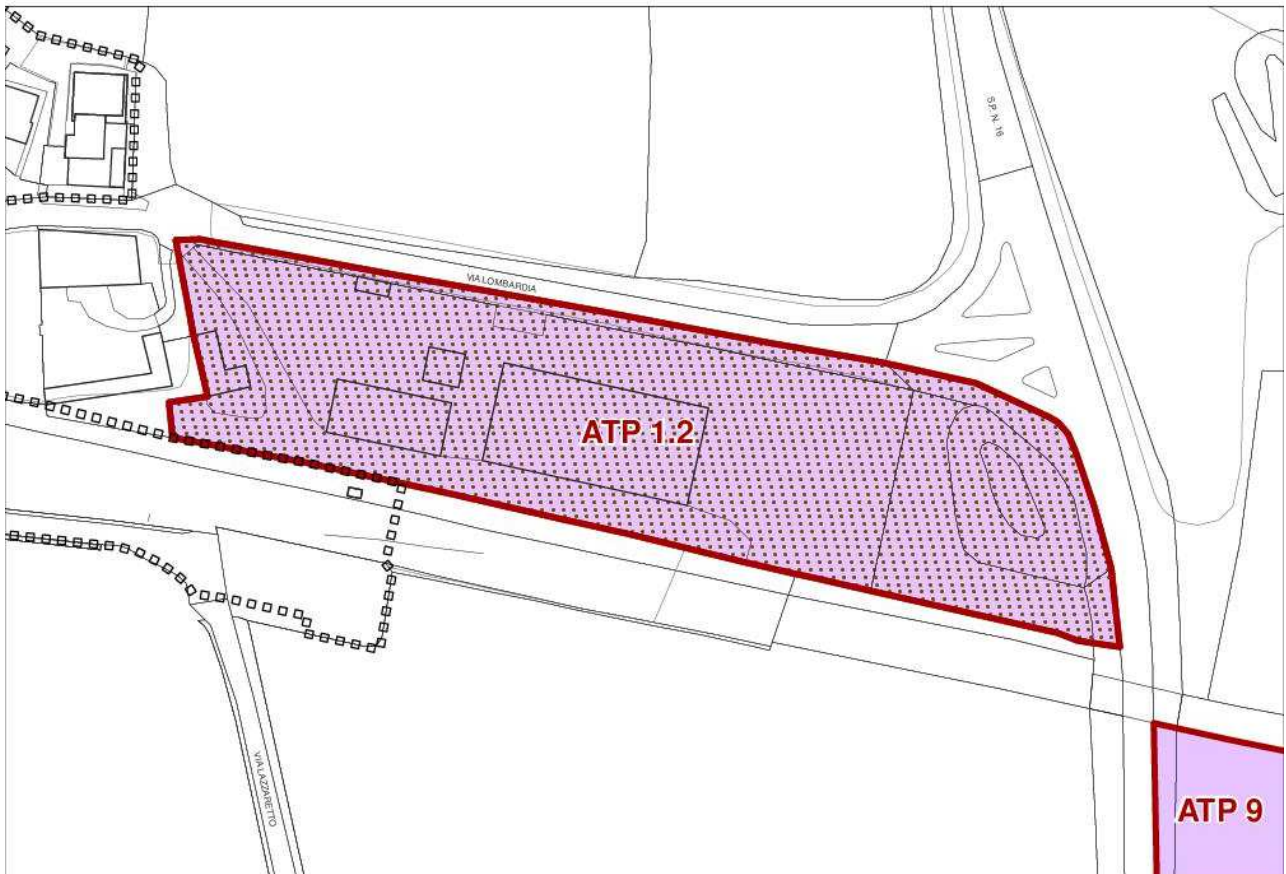 S.P. N. 16
VIA LOMBARDIA
ATP 1.2
VIA LAZZARETTO
ATP 9